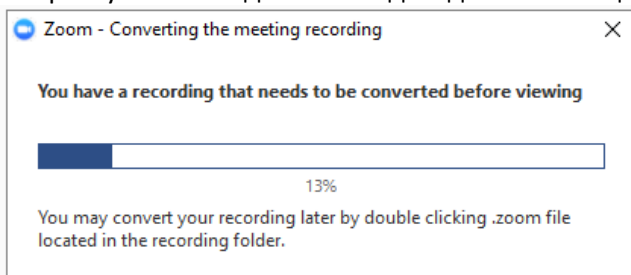 Zoom - Converting the meeting recording
You have a recording that needs to be converted before viewing
13%
You may convert your recording later by double clicking .zoom file
located in the recording folder.